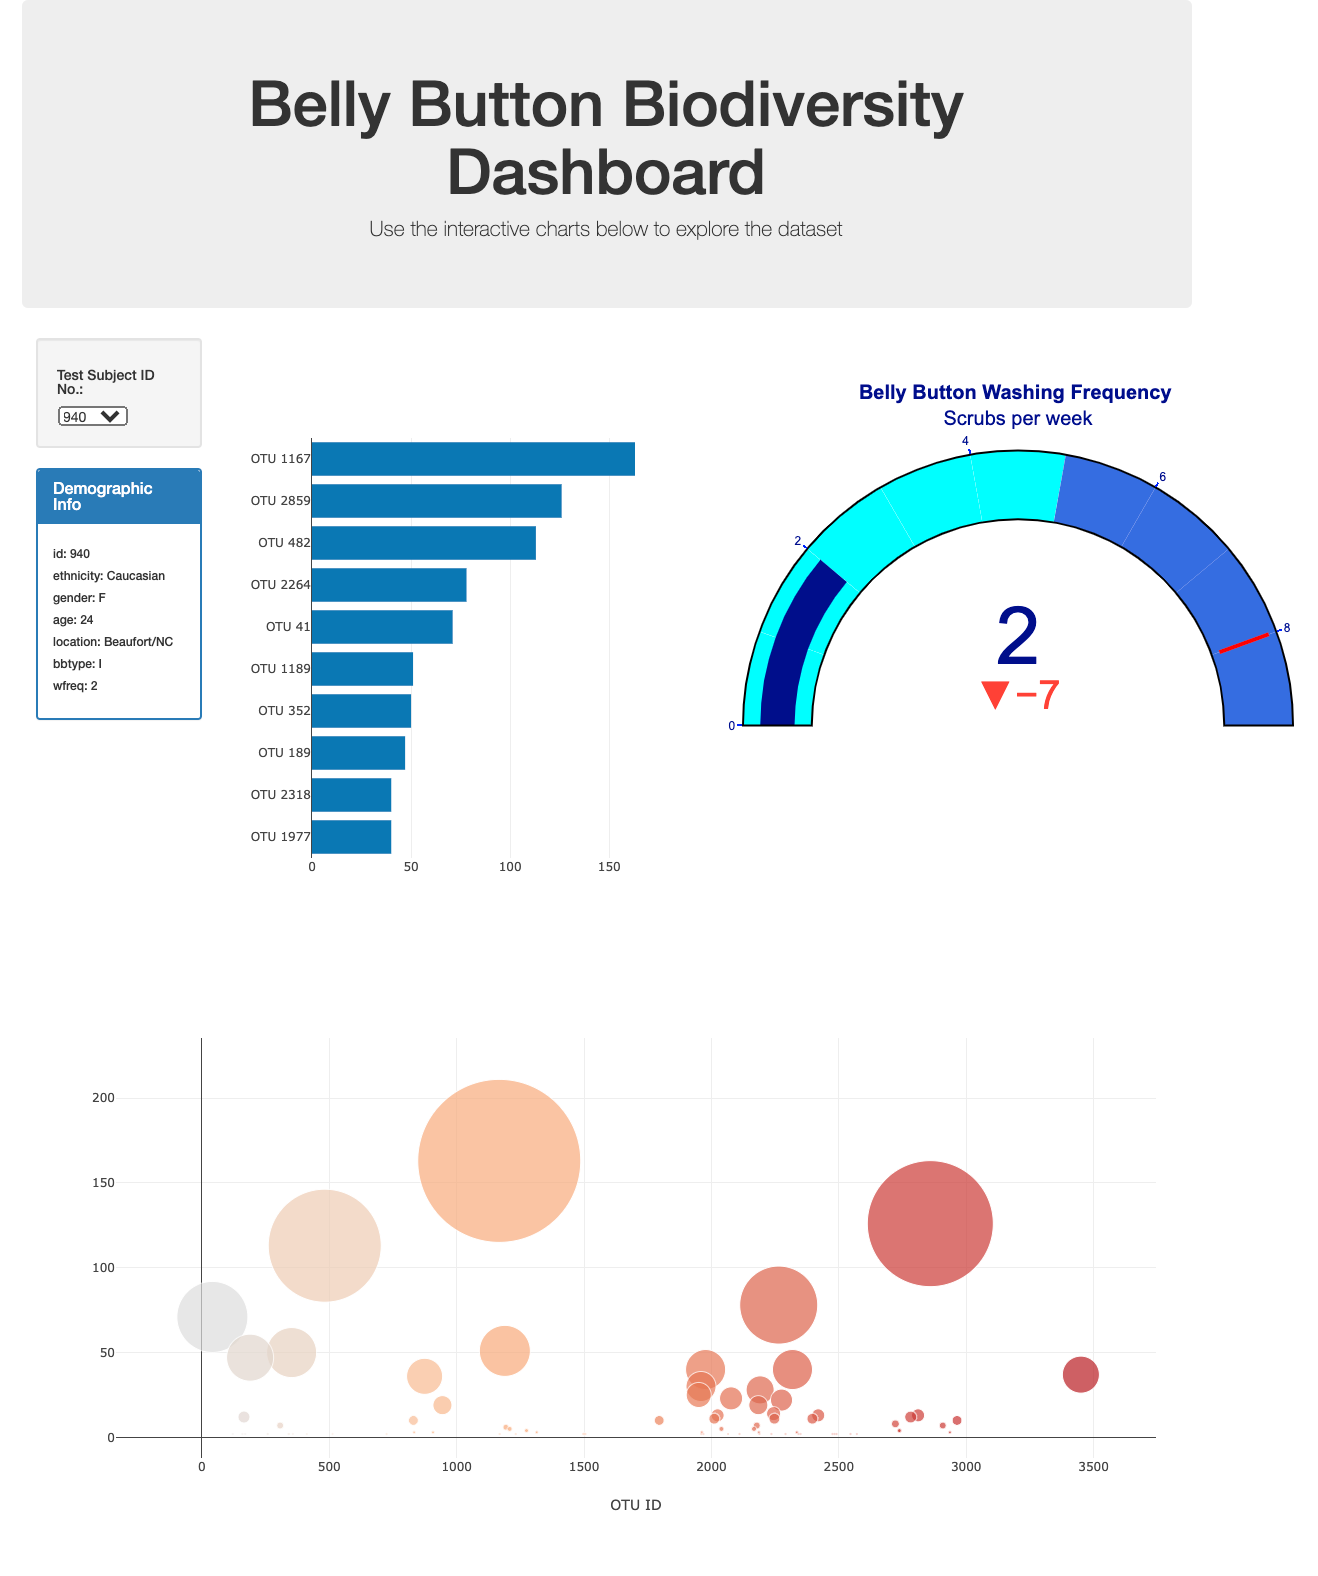 Belly Button Biodiversity
Dashboard
Use the interactive charts below to explore the dataset
Test Subject ID
No.:
940
Demographic
Info
id: 940
ethnicity: Caucasian
gender: F
age: 24
location: Beaufort/NC
bbtype: I
wfreq: 2
OTU 1167
OTU 2859
OTU 482
OTU 2264
OTU 41
OTU 1189
OTU 352
OTU 189
OTU 2318
OTU 1977
0 50 100 150
Belly Button Washing Frequency
Scrubs per week
0
2
4
6
8
2
▼−7
200
150
100
50
0
0 500 1000 1500 2000 2500 3000 3500
OTU ID